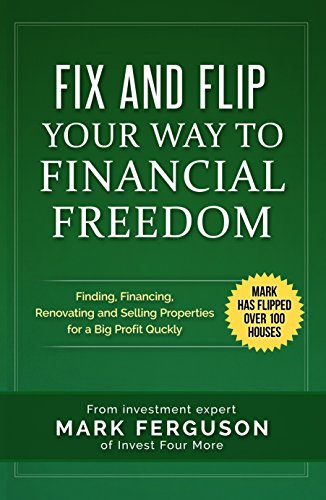 FIX AND FLIP
YOUR WAY TO
FINANCIAL
FREEDOM
Finding, Financing,
Renovating and Selling Properties
for a Big Profit Quckly
MARK
HAS FLIPPED
OVER 100
HOUSES
From investment expert
MARK FERGUSON
of Invest Four More